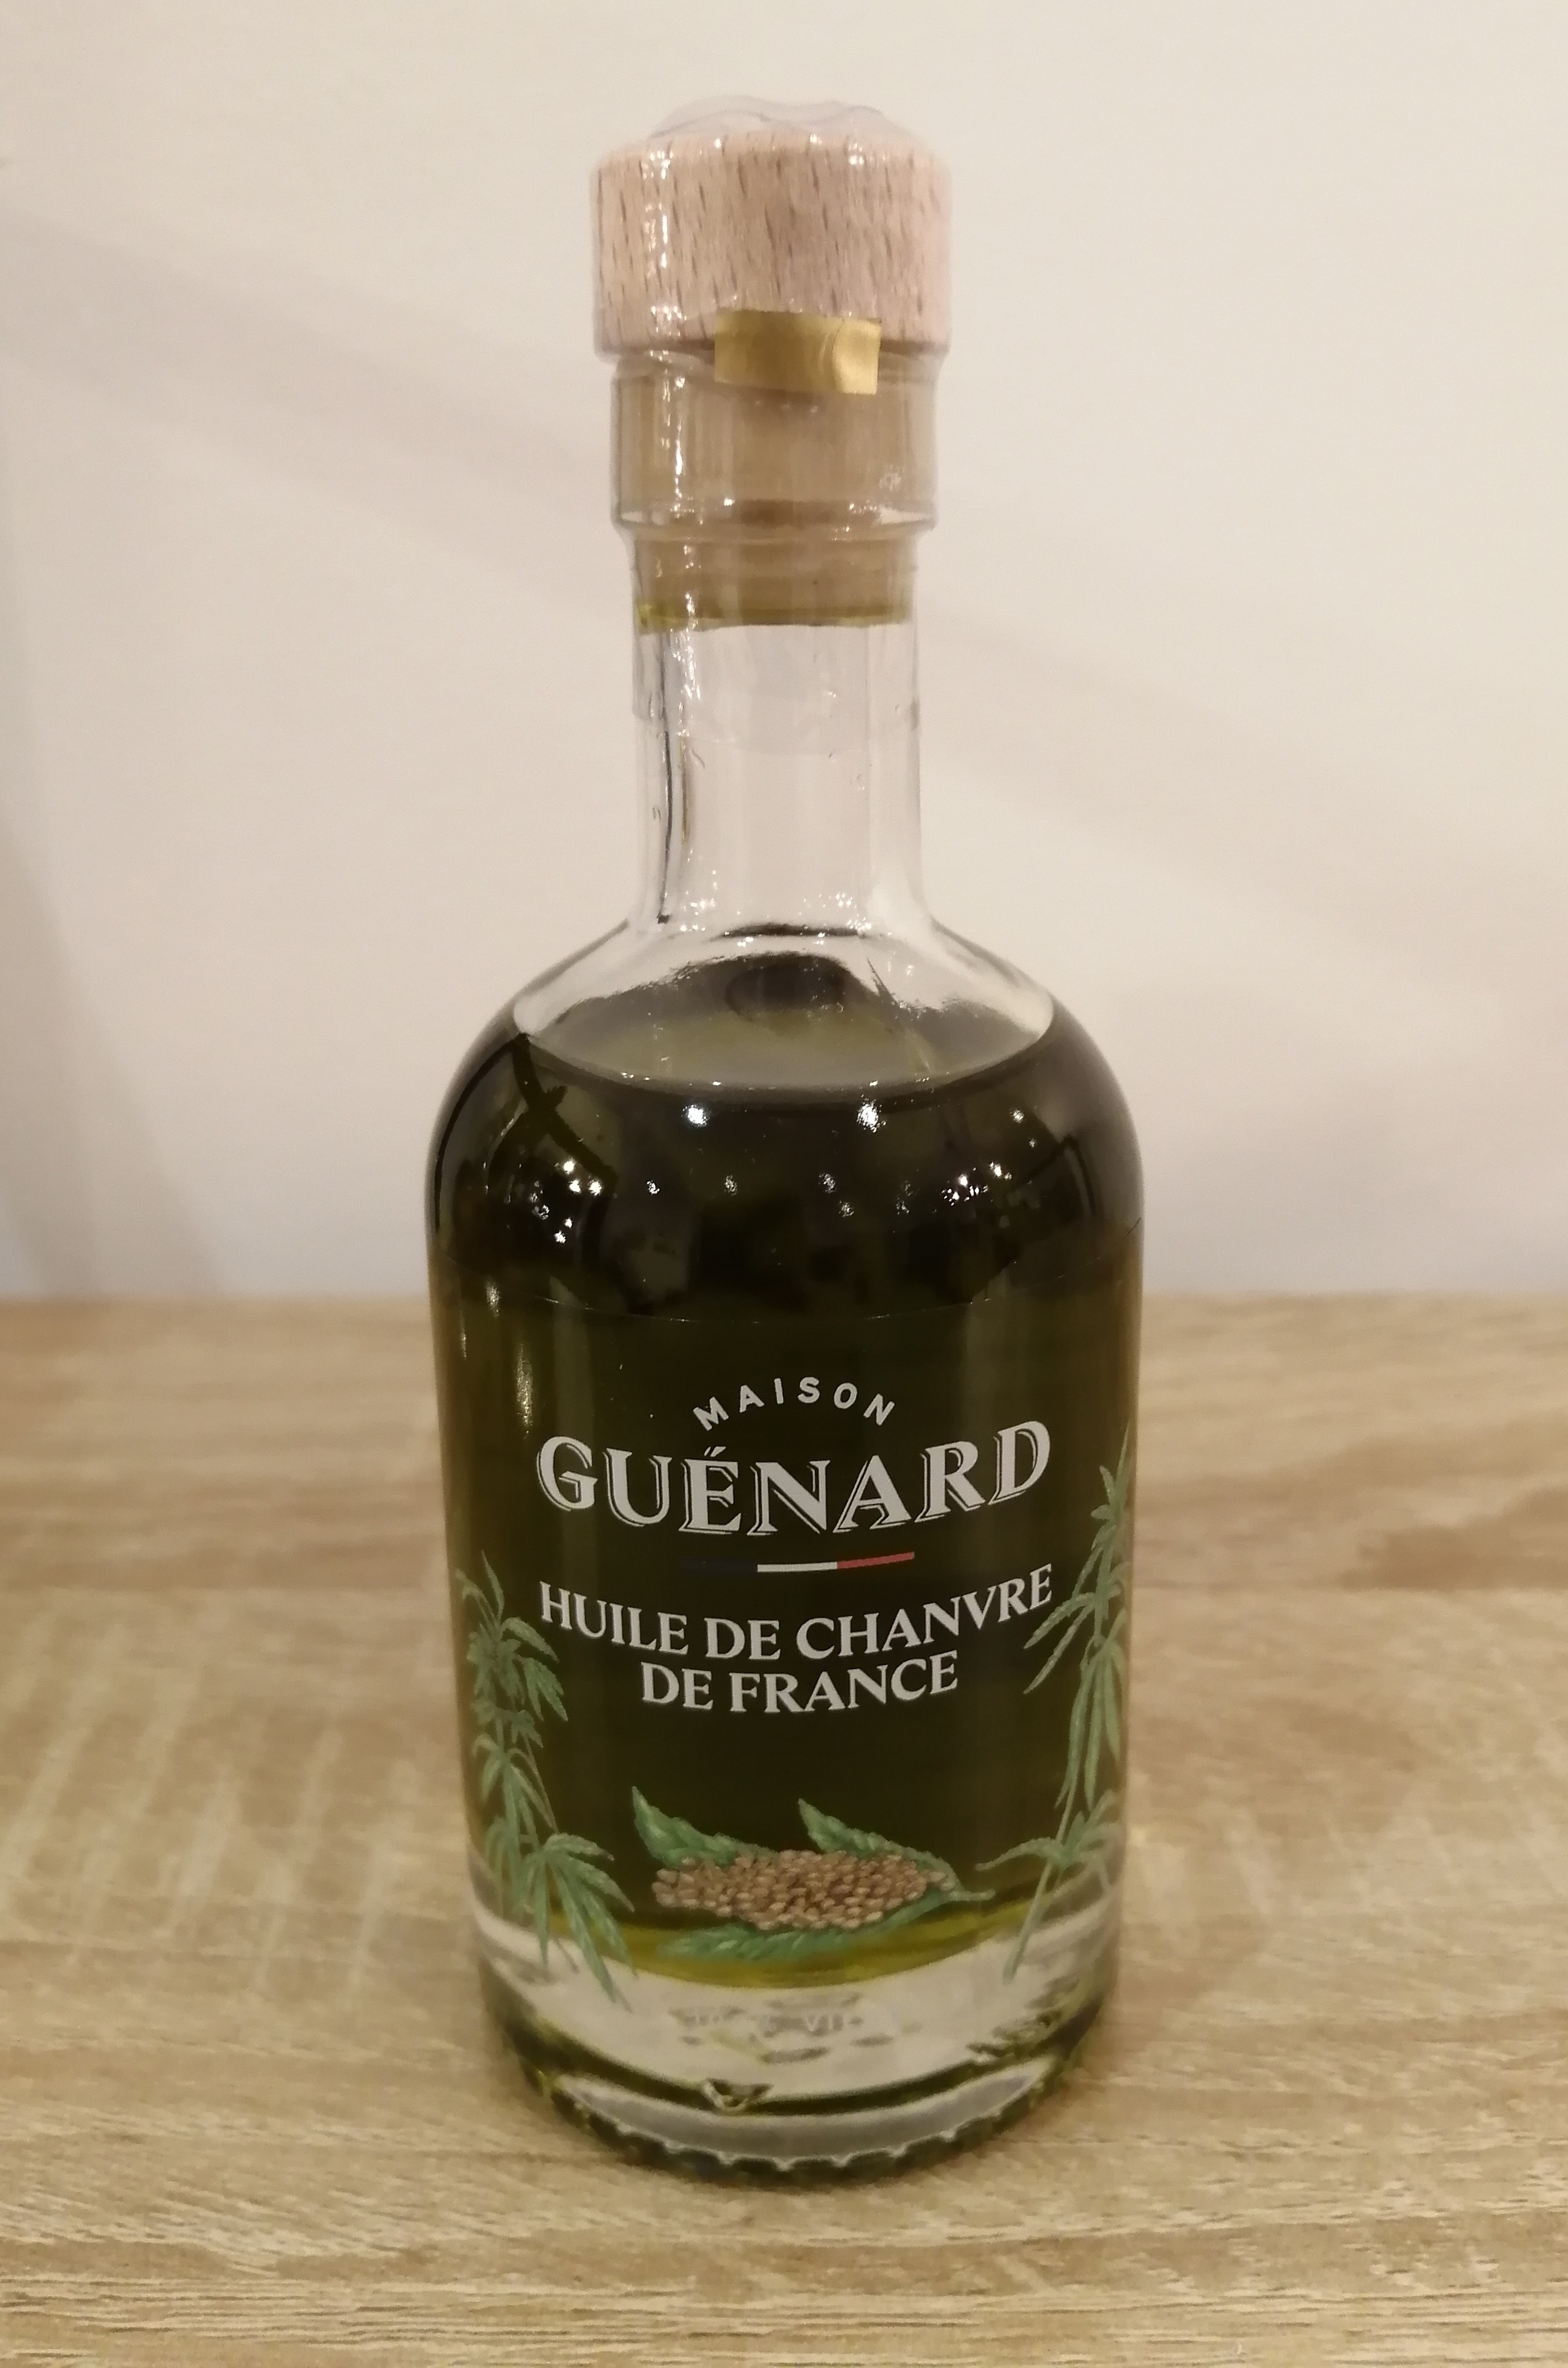 MAISON
GUÉNARD
HUILE DE CHANVRE
DE FRANCE